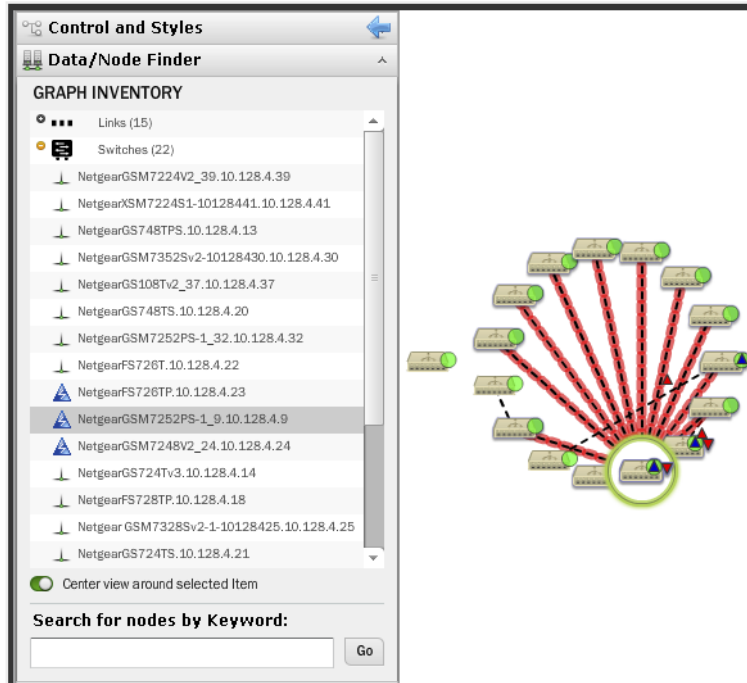 Control and Styles
Data/Node Finder
GRAPH INVENTORY
Links (15)
Switches (22)
NetgearGSM7224V2_39.10.128.4.39
NetgearXSM7224S1-10128441.10.128.4.41
NetgearGS748TPS.10.128.4.13
NetgearGSM7352Sv2-10128430.10.128.4.30
NetgearGS108Tv2_37.10.128.4.37
NetgearGS748TS.10.128.4.20
NetgearGSM7252PS-1_32.10.128.4.32
NetgearFS726T.10.128.4.22
NetgearFS726TP.10.128.4.23
NetgearGSM7252PS-1_9.10.128.4.9
NetgearGSM7248V2_24.10.128.4.24
NetgearGS724Tv3.10.128.4.14
NetgearFS728TP.10.128.4.18
Netgear GSM7328Sv2-1-10128425.10.128.4.25
NetgearGS724TS.10.128.4.21
Center view around selected Item
Search for nodes by Keyword:
Go